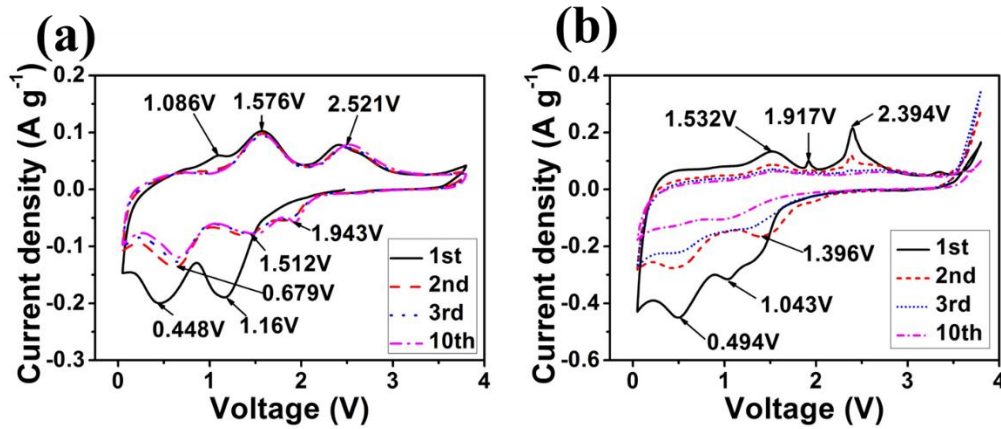 (a)
Current density (A g⁻¹)
0.2
0.1
0.0
-0.1
-0.2
-0.3
1.086V
1.576V
2.521V
1.943V
1.512V
0.679V
0.448V
1.16V
1st
2nd
3rd
10th
0 1 2 3 4
Voltage (V)
(b)
Current density (A g⁻¹)
0.4
0.2
0.0
-0.2
-0.4
-0.6
1.532V
1.917V
2.394V
1.396V
1.043V
0.494V
1st
2nd
3rd
10th
0 1 2 3 4
Voltage (V)